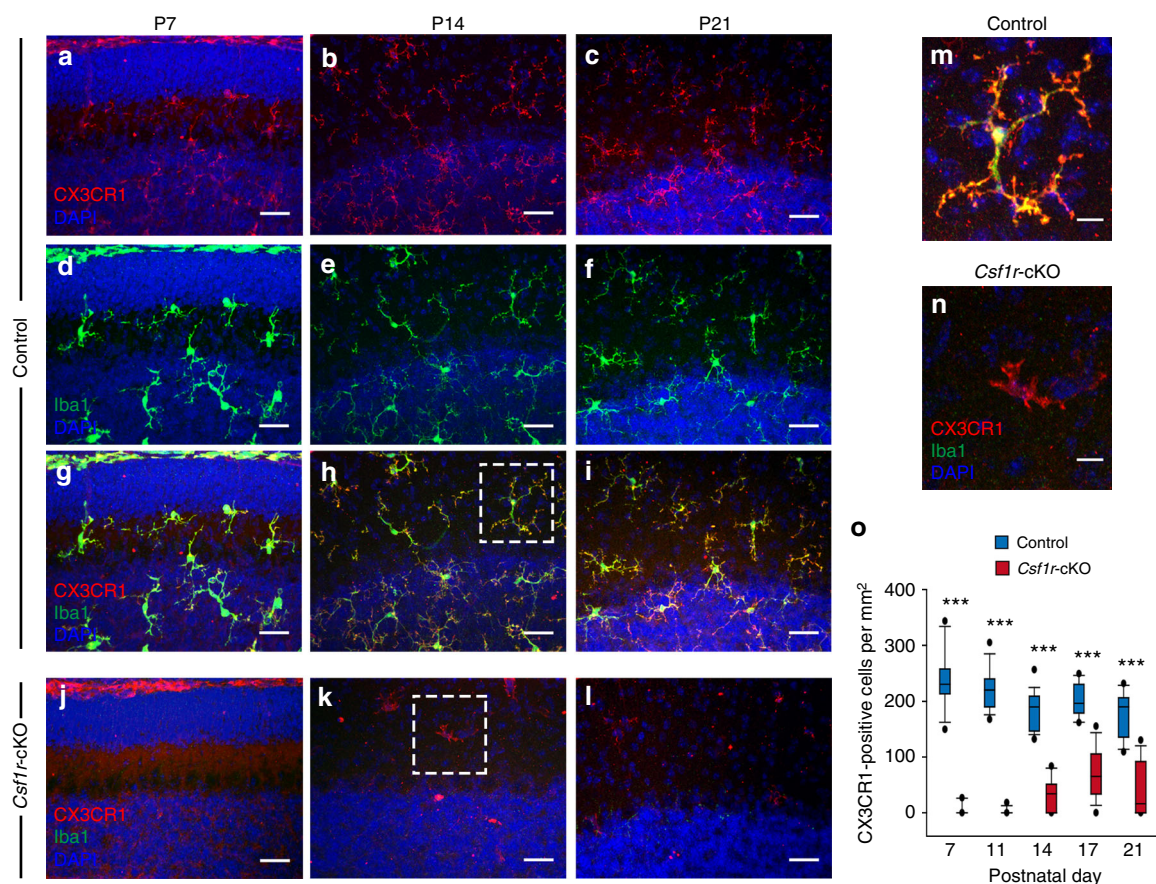 P7
P14
P21
Control
a
b
c
m
CX3CR1
DAPI
Control
d
e
f
Iba1
DAPI
Csf1r-cKO
n
CX3CR1
Iba1
DAPI
g
h
i
CX3CR1
Iba1
DAPI
Csf1r-cKO
j
k
l
CX3CR1
Iba1
DAPI
o
Control
Csf1r-cKO
CX3CR1-positive cells per mm²
400
300
200
100
0
***
***
***
***
***
7 11 14 17 21
Postnatal day